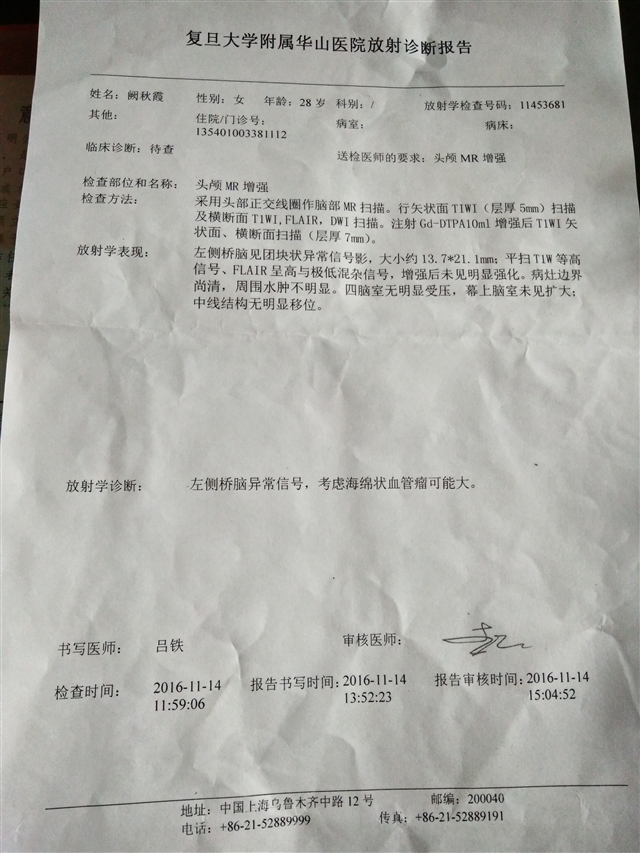 复旦大学附属华山医院放射诊断报告
姓名：阙秋霞 性别：女 年龄：28 岁 科别：/ 放射学检查号码：11453681
其他： 住院/门诊号： 病室： 病床：
135401003381112
临床诊断：待查 送检医师的要求：头颅 MR 增强
检查部位和名称： 头颅 MR 增强
检查方法： 采用头部正交线圈作脑部 MR 扫描。行矢状面 T1WI（层厚 5mm）扫描
及横断面 T1WI,FLAIR，DWI 扫描。注射 Gd-DTPA10ml 增强后 T1WI 矢
状面、横断面扫描（层厚 7mm）。
放射学表现： 左侧桥脑见团块状异常信号影，大小约 13.7*21.1mm；平扫 T1W 等高
信号、FLAIR 呈高与极低混杂信号，增强后未见明显强化。病灶边界
尚清，周围水肿不明显。四脑室无明显受压，幕上脑室未见扩大；
中线结构无明显移位。
放射学诊断： 左侧桥脑异常信号，考虑海绵状血管瘤可能大。
书写医师： 吕铁 审核医师：
检查时间： 2016-11-14 报告书写时间：2016-11-14 报告审核时间：2016-11-14
11:59:06 13:52:23 15:04:52
地址：中国上海乌鲁木齐中路 12 号 邮编：200040
电话：+86-21-52889999 传真：+86-21-52889191